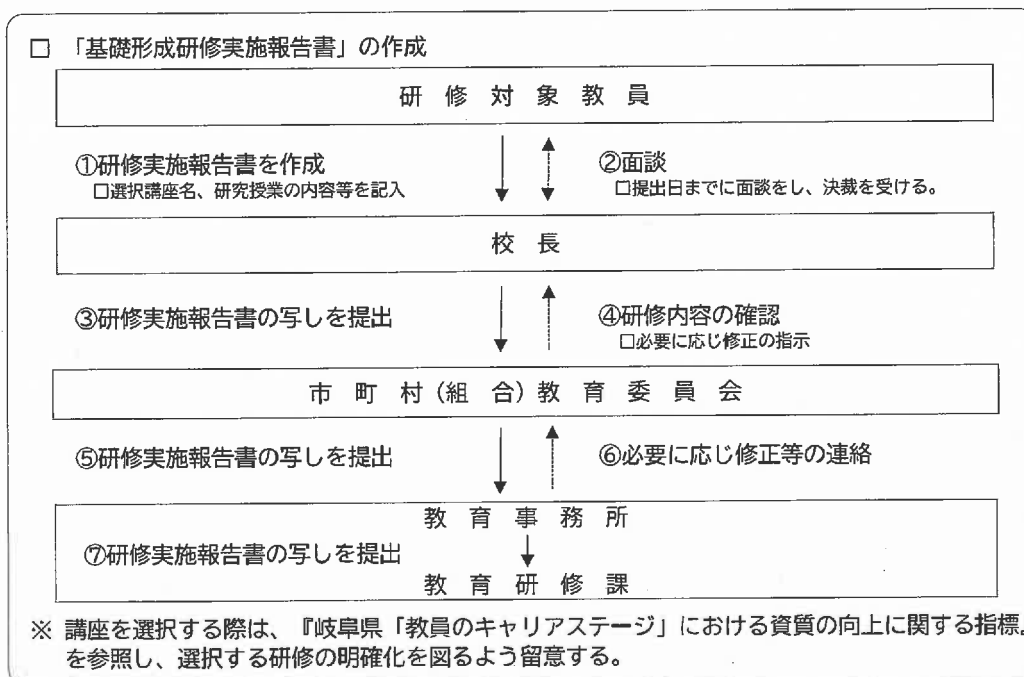 □ 「基礎形成研修実施報告書」の作成
研修対象教員
①研修実施報告書を作成
□選択講座名、研究授業の内容等を記入
②面談
□提出日までに面談をし、決裁を受ける。
校長
③研修実施報告書の写しを提出
④研修内容の確認
□必要に応じ修正の指示
市町村(組合)教育委員会
⑤研修実施報告書の写しを提出
⑥必要に応じ修正等の連絡
教育事務所
⑦研修実施報告書の写しを提出
教育研修課
※ 講座を選択する際は、『岐阜県「教員のキャリアステージ」における資質の向上に関する指標』
を参照し、選択する研修の明確化を図るよう留意する。